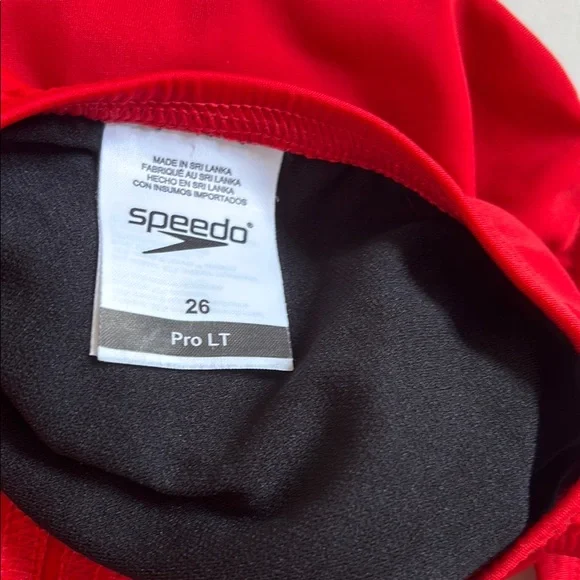 MADE IN SRI LANKA
FABRIQUÉ AU SRI LANKA
HECHO EN SRI LANKA
CON INSUMOS IMPORTADOS
speedo®
26
Pro LT